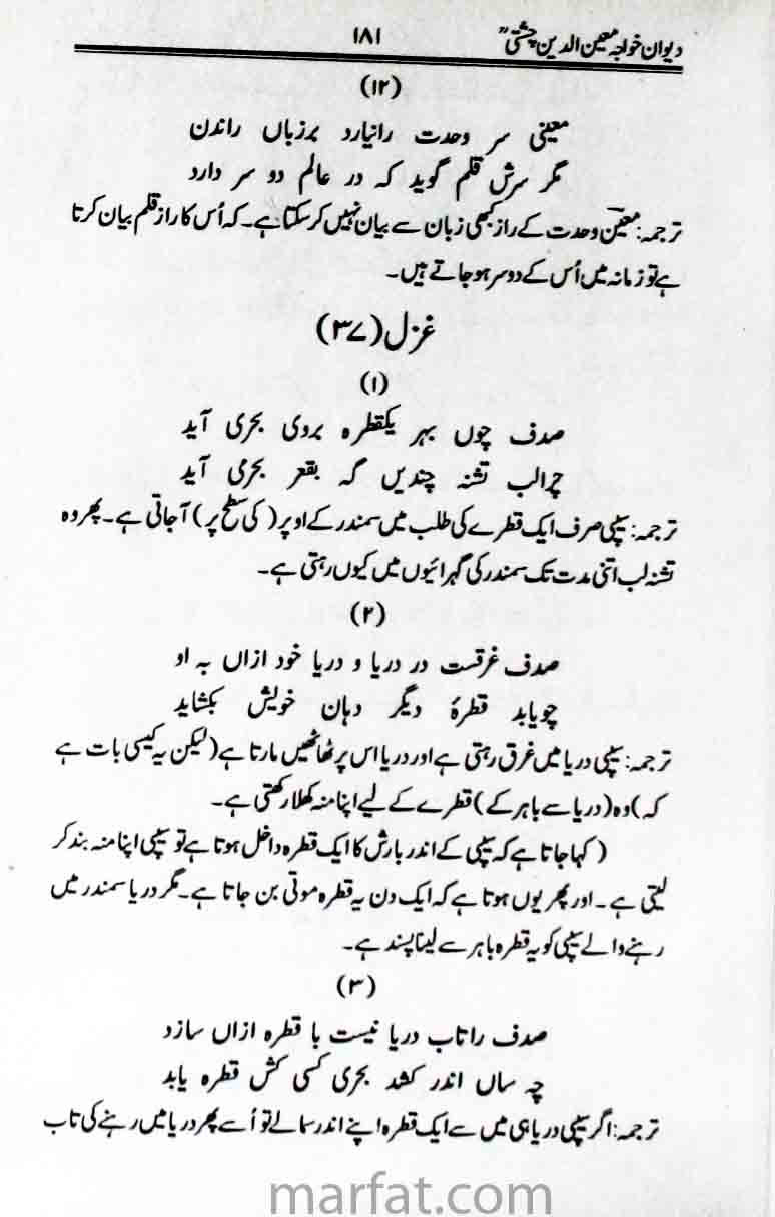 دیوان خواجہ معین الدین چشتیؒ ۱۸۱
(۱۲)
معینی سر وحدت رانیارد برزباں راندن
مگر سرش قلم گوید کہ در عالم دو سر دارد
ترجمہ: معینؔ وحدت کے راز کبھی زبان سے بیان نہیں کر سکتا ہے۔ کہ اُس کا راز قلم بیان کرتا
ہے تو زمانہ میں اُس کے دوسر ہو جاتے ہیں۔
غزل (۳۷)
(۱)
صدف چوں بہر یکقطرہ بروی بحری آید
چرالب تشنہ چندیں گہ بقعر بحری آید
ترجمہ: سیپی صرف ایک قطرے کی طلب میں سمندر کے اوپر (کی سطح پر) آجاتی ہے۔ پھر وہ
تشنہ لب اتنی مدت تک سمندر کی گہرائیوں میں کیوں رہتی ہے۔
(۲)
صدف غرقست در دریا و دریا خود ازاں بہ او
چویابد قطرۂ دیگر دہان خویش بکشاید
ترجمہ: سیپی دریا میں غرق رہتی ہے اور دریا اس پر ٹھاٹھیں مارتا ہے (لیکن یہ کیسی بات ہے
کہ) وہ (دریا سے باہر کے) قطرے کے لیے اپنا منہ کھلا رکھتی ہے۔
(کہا جاتا ہے کہ سیپی کے اندر بارش کا ایک قطرہ داخل ہوتا ہے تو سیپی اپنا منہ بند کر
لیتی ہے۔ اور پھر یوں ہوتا ہے کہ ایک دن یہ قطرہ موتی بن جاتا ہے۔ مگر دریا سمندر میں
رہنے والے سیپی کو یہ قطرہ باہر سے لینا پسند ہے۔
(۳)
صدف راتاب دریا نیست با قطرہ ازاں سازد
چہ ساں اندر کشد بحری کسی کش قطرہ یابد
ترجمہ: اگر سیپی دریا ہی میں سے ایک قطرہ اپنے اندر سمالے تو اُسے پھر دریا میں رہنے کی تاب
marfat.com